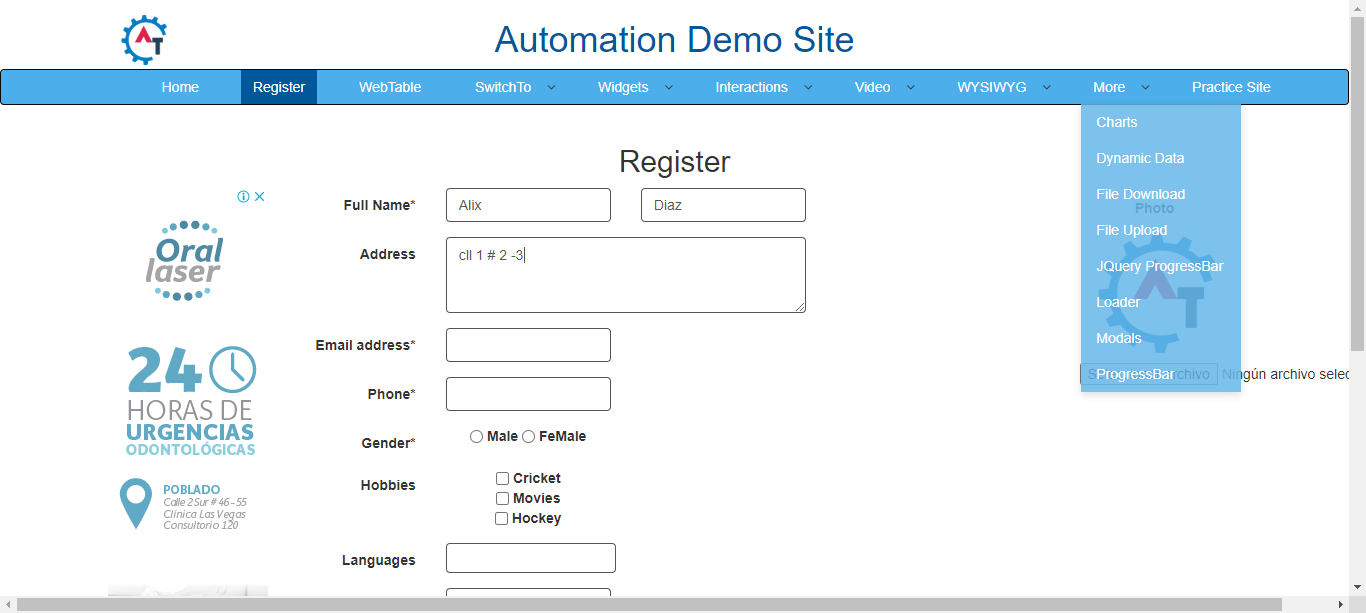 Automation Demo Site
Home Register WebTable SwitchTo Widgets Interactions Video WYSIWYG More Practice Site
Charts
Dynamic Data
File Download
Photo
File Upload
JQuery ProgressBar
Loader
Modals
ProgressBar
chivo Ningún archivo selec
Register
Full Name* Alix Diaz
Address cll 1 # 2 -3
Email address*
Phone*
Gender* Male FeMale
Hobbies Cricket
Movies
Hockey
Languages
Oral
laser
24
HORAS DE
URGENCIAS
ODONTOLÓGICAS
POBLADO
Calle 2 Sur # 46 - 55
Clínica Las Vegas
Consultorio 120
AT
AT